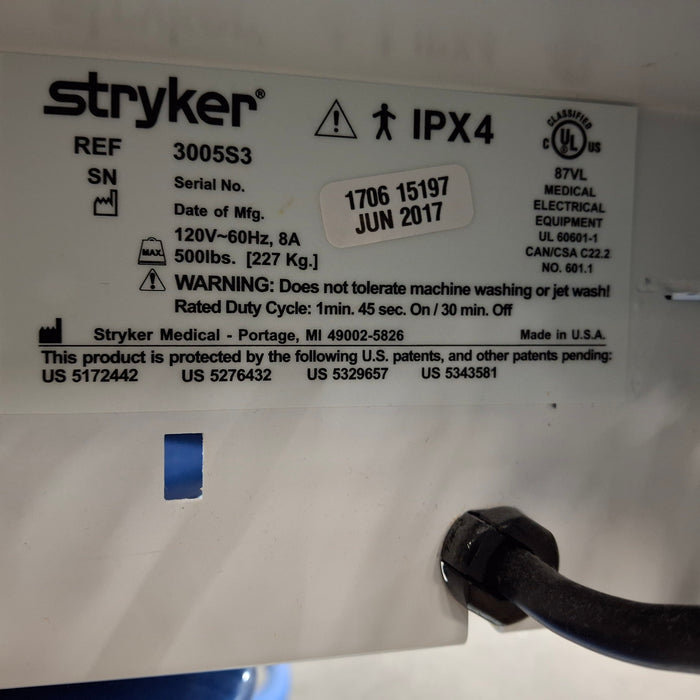 stryker®
IPX4
REF 3005S3
SN Serial No.
Date of Mfg.
1706 15197
JUN 2017
120V~60Hz, 8A
MAX. 500lbs. [227 Kg.]
CLASSIFIED
C UL US
87VL
MEDICAL
ELECTRICAL
EQUIPMENT
UL 60601-1
CAN/CSA C22.2
NO. 601.1
WARNING: Does not tolerate machine washing or jet wash!
Rated Duty Cycle: 1min. 45 sec. On / 30 min. Off
Stryker Medical - Portage, MI 49002-5826 Made in U.S.A.
This product is protected by the following U.S. patents, and other patents pending:
US 5172442 US 5276432 US 5329657 US 5343581